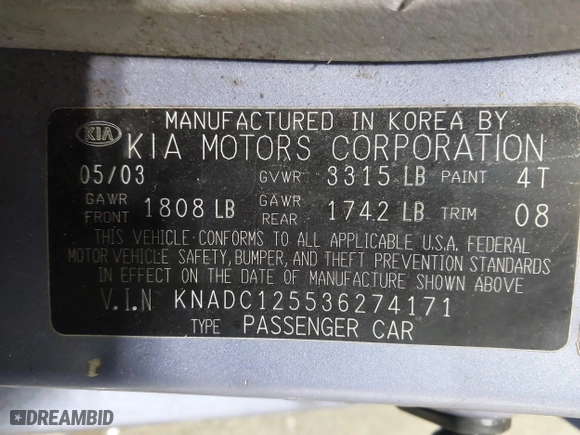 MANUFACTURED IN KOREA BY
KIA KIA MOTORS CORPORATION
05/03 GVWR 3315 LB PAINT 4T
GAWR FRONT 1808 LB GAWR REAR 1742 LB TRIM 08
THIS VEHICLE CONFORMS TO ALL APPLICABLE U.S.A. FEDERAL
MOTOR VEHICLE SAFETY, BUMPER, AND THEFT PREVENTION STANDARDS
IN EFFECT ON THE DATE OF MANUFACTURE SHOWN ABOVE
V.I.N KNADC125536274171
TYPE PASSENGER CAR
DREAMBID